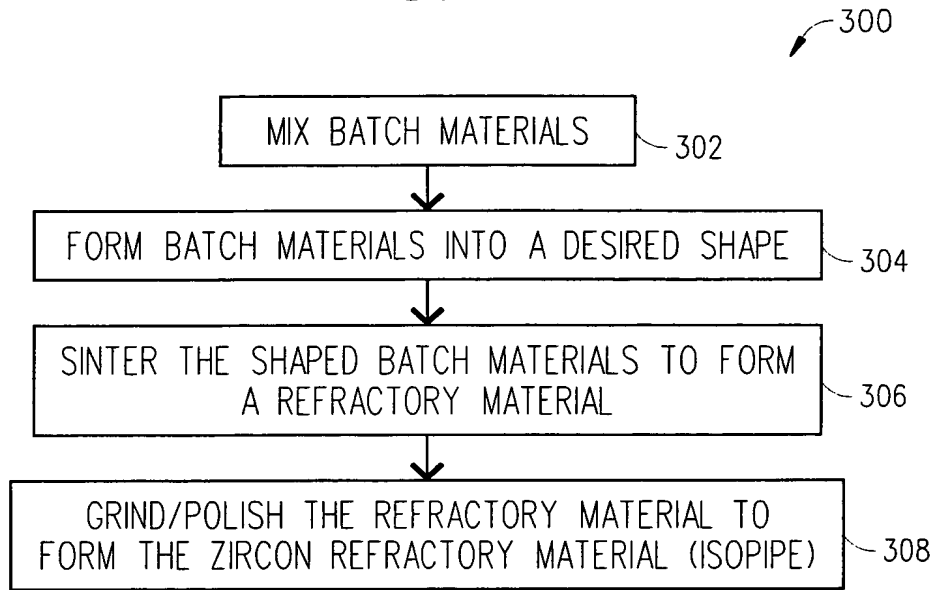 300
MIX BATCH MATERIALS
302
FORM BATCH MATERIALS INTO A DESIRED SHAPE
304
SINTER THE SHAPED BATCH MATERIALS TO FORM
A REFRACTORY MATERIAL
306
GRIND/POLISH THE REFRACTORY MATERIAL TO
FORM THE ZIRCON REFRACTORY MATERIAL (ISOPIPE)
308